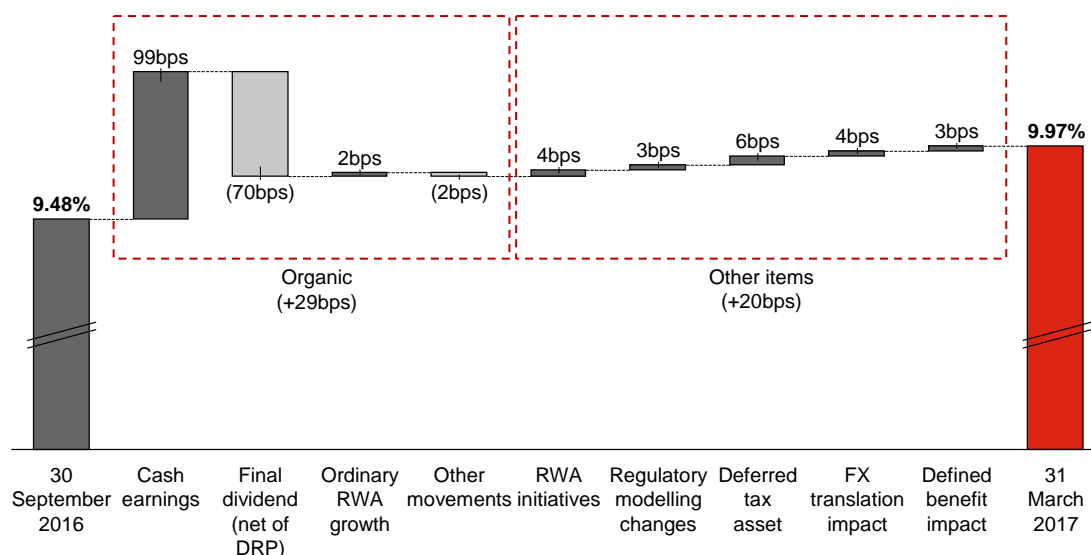 99bps
2bps
(70bps)
(2bps)
4bps
3bps
6bps
4bps
3bps
9.48%
9.97%
Organic
(+29bps)
Other items
(+20bps)
30
September
2016
Cash
earnings
Final
dividend
(net of
DRP)
Ordinary
RWA
growth
Other
movements
RWA
initiatives
Regulatory
modelling
changes
Deferred
tax
asset
FX
translation
impact
Defined
benefit
impact
31
March
2017